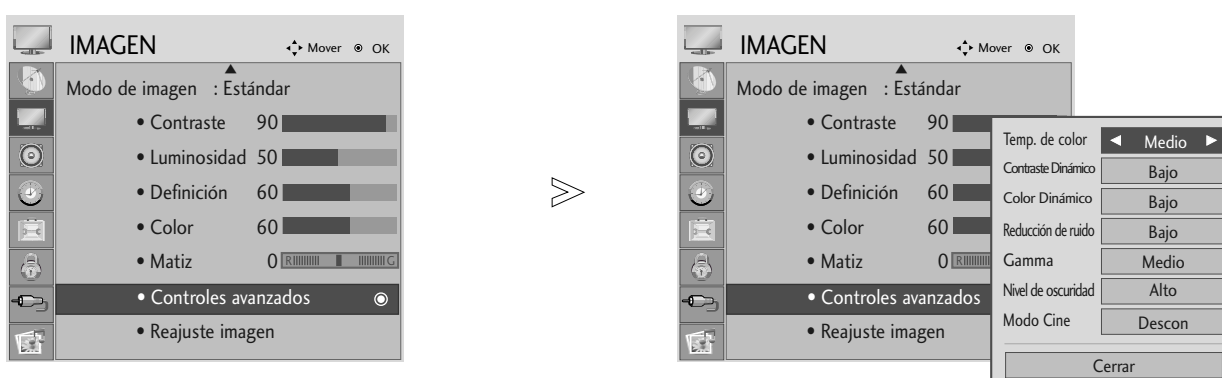 IMAGEN Mover OK
Modo de imagen : Estándar
• Contraste 90
• Luminosidad 50
• Definición 60
• Color 60
• Matiz 0 R G
• Controles avanzados
• Reajuste imagen
>
IMAGEN Mover OK
Modo de imagen : Estándar
• Contraste 90
• Luminosidad 50
• Definición 60
• Color 60
• Matiz 0 R
• Controles avanzados
• Reajuste imagen
Temp. de color ◄ Medio ►
Contraste Dinámico Bajo
Color Dinámico Bajo
Reducción de ruido Bajo
Gamma Medio
Nivel de oscuridad Alto
Modo Cine Descon
Cerrar